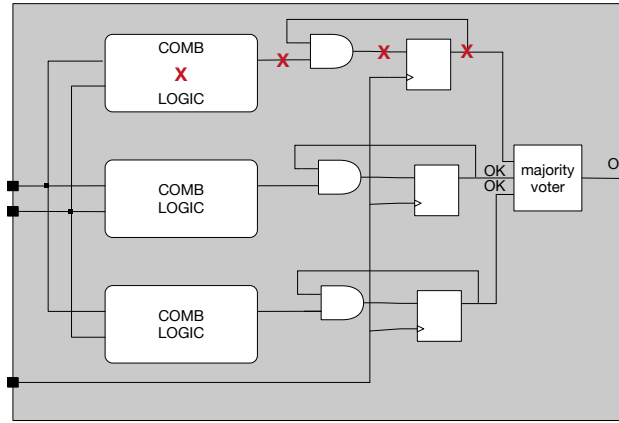 COMB
X
LOGIC
X
X
X
COMB
LOGIC
OK
OK
majority
voter
O
COMB
LOGIC